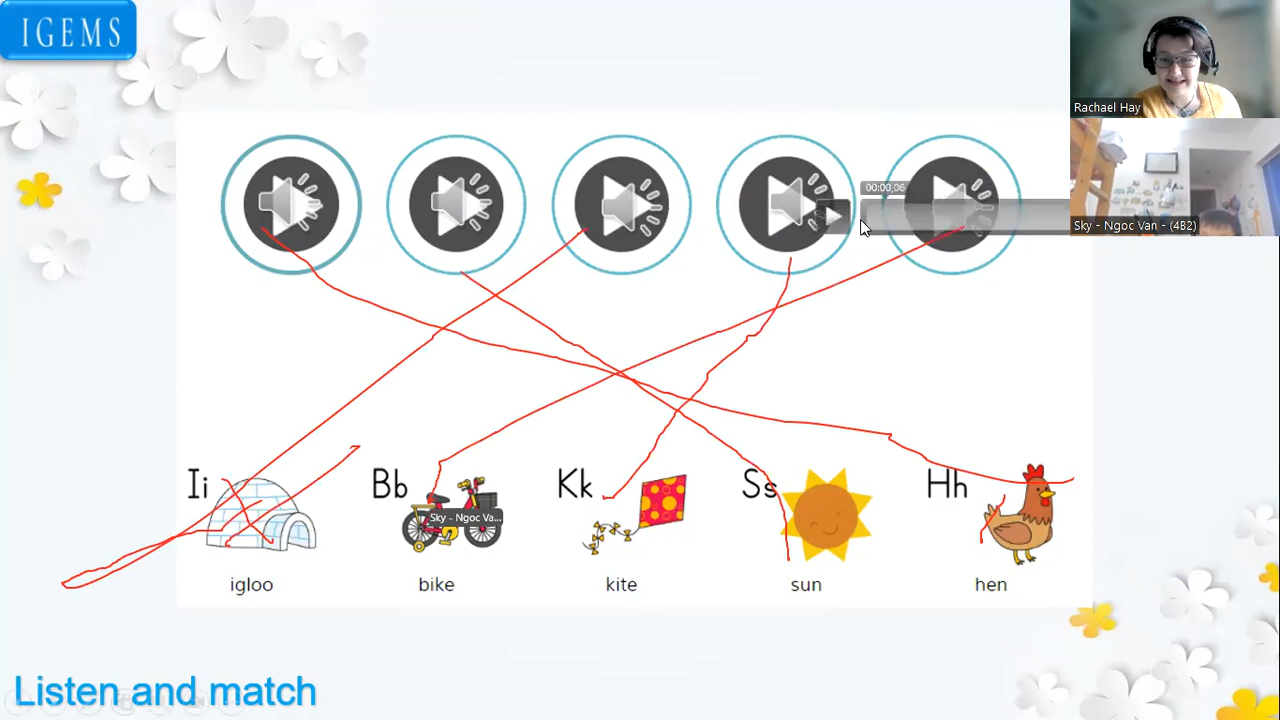 IGEMS
Rachael Hay
00:00,06
Sky - Ngoc Van - (4B2)
Ii Bb Kk Ss Hh
Sky - Ngoc Va...
igloo bike kite sun hen
Listen and match